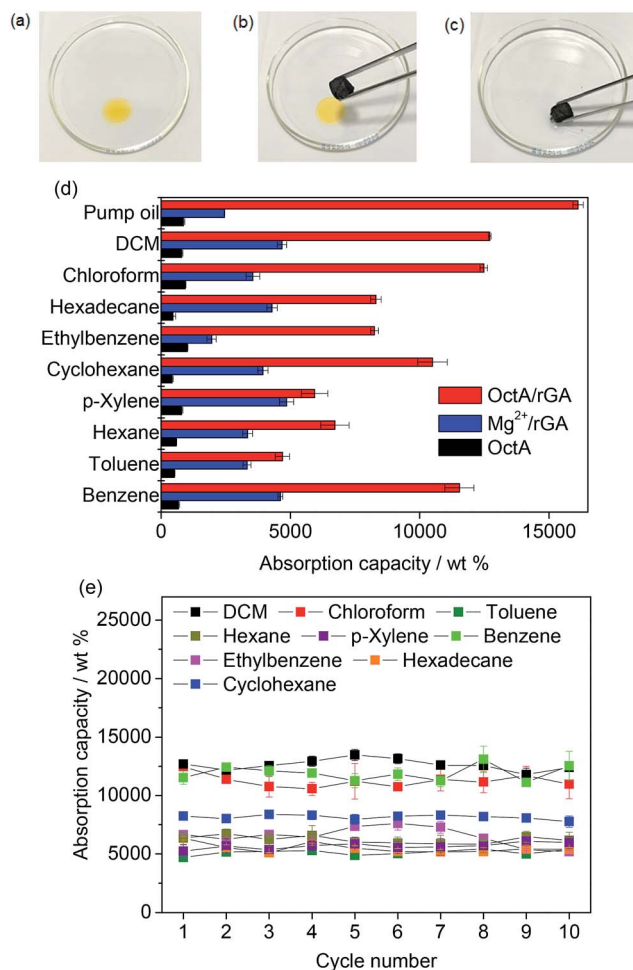 (a)
(b)
(c)
(d)
Pump oil
DCM
Chloroform
Hexadecane
Ethylbenzene
Cyclohexane
p-Xylene
Hexane
Toluene
Benzene
OctA/rGA
Mg²⁺/rGA
OctA
0 5000 10000 15000
Absorption capacity / wt %
(e)
25000
20000
15000
10000
5000
0
Absorption capacity / wt %
DCM Chloroform Toluene
Hexane p-Xylene Benzene
Ethylbenzene Hexadecane
Cyclohexane
1 2 3 4 5 6 7 8 9 10
Cycle number